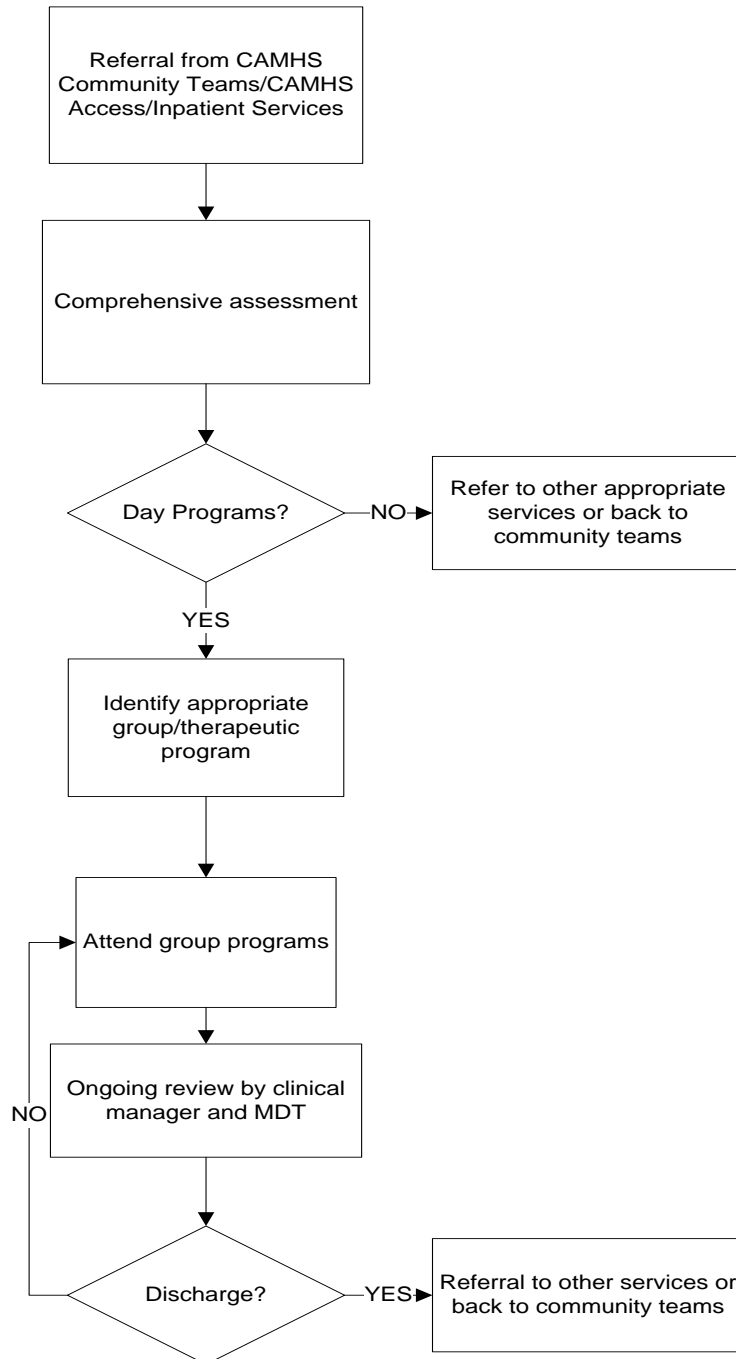 Referral from CAMHS
Community Teams/CAMHS
Access/Inpatient Services
Comprehensive assessment
Day Programs?
NO
Refer to other appropriate
services or back to
community teams
YES
Identify appropriate
group/therapeutic
program
Attend group programs
Ongoing review by clinical
manager and MDT
NO
Discharge?
YES
Referral to other services or
back to community teams